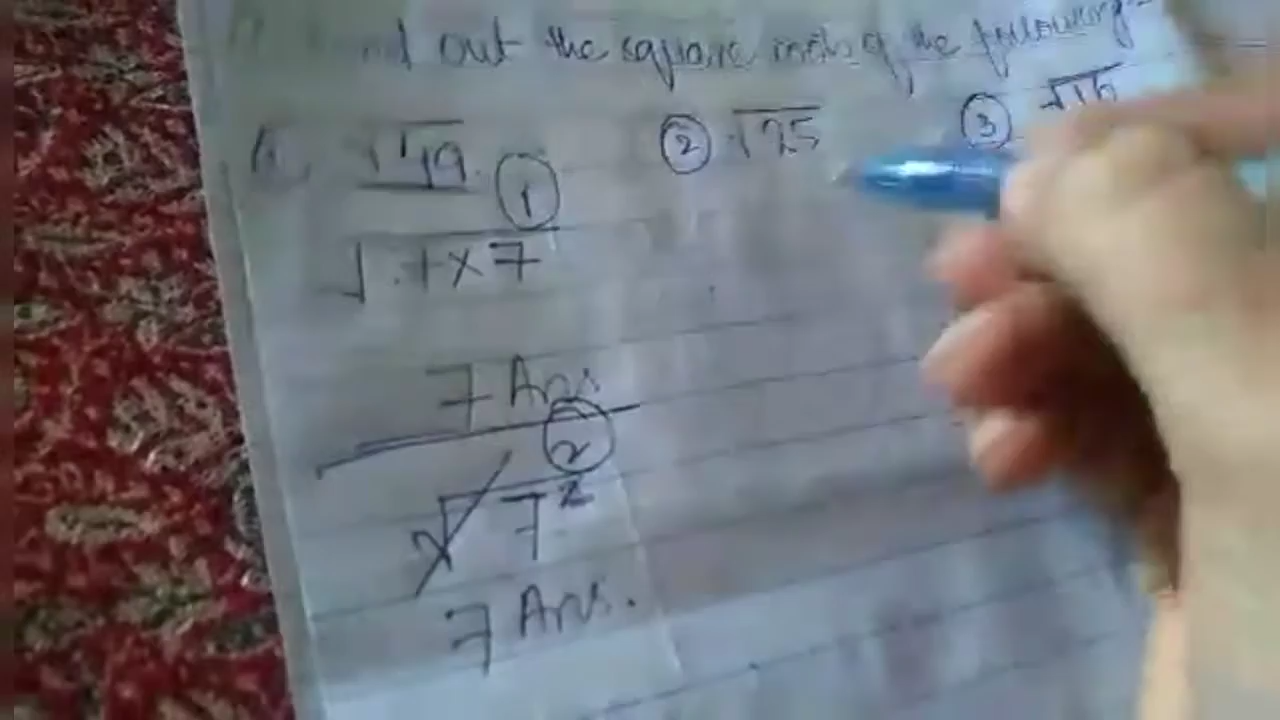 out the square roots of the following-
√49 ② √25 ③ √16
①
√7×7
7 Ans
②
√7²
7 Ans.